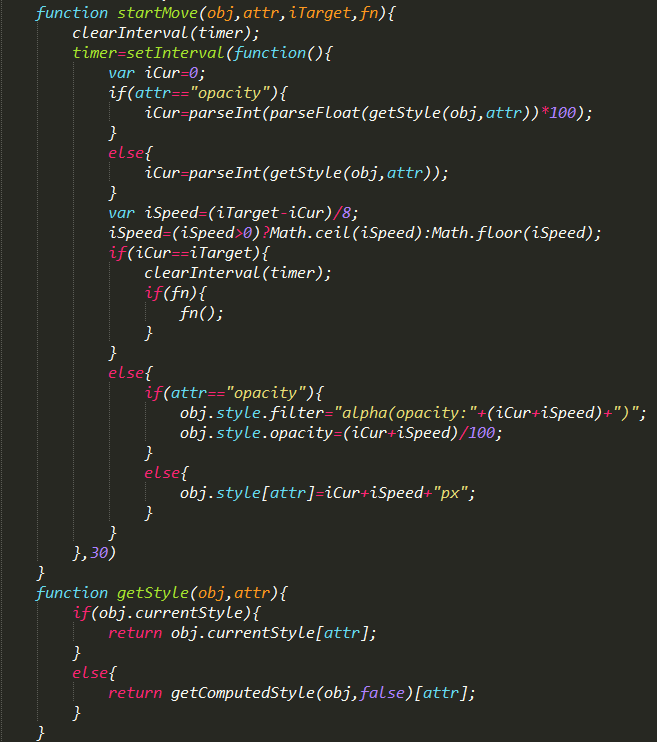 function startMove(obj,attr,iTarget,fn){
    clearInterval(timer);
    timer=setInterval(function(){
        var iCur=0;
        if(attr=="opacity"){
            iCur=parseInt(parseFloat(getStyle(obj,attr))*100);
        }
        else{
            iCur=parseInt(getStyle(obj,attr));
        }
        var iSpeed=(iTarget-iCur)/8;
        iSpeed=(iSpeed>0)?Math.ceil(iSpeed):Math.floor(iSpeed);
        if(iCur==iTarget){
            clearInterval(timer);
            if(fn){
                fn();
            }
        }
        else{
            if(attr=="opacity"){
                obj.style.filter="alpha(opacity:"+(iCur+iSpeed)+")";
                obj.style.opacity=(iCur+iSpeed)/100;
            }
            else{
                obj.style[attr]=iCur+iSpeed+"px";
            }
        }
    },30)
}
function getStyle(obj,attr){
    if(obj.currentStyle){
        return obj.currentStyle[attr];
    }
    else{
        return getComputedStyle(obj,false)[attr];
    }
}